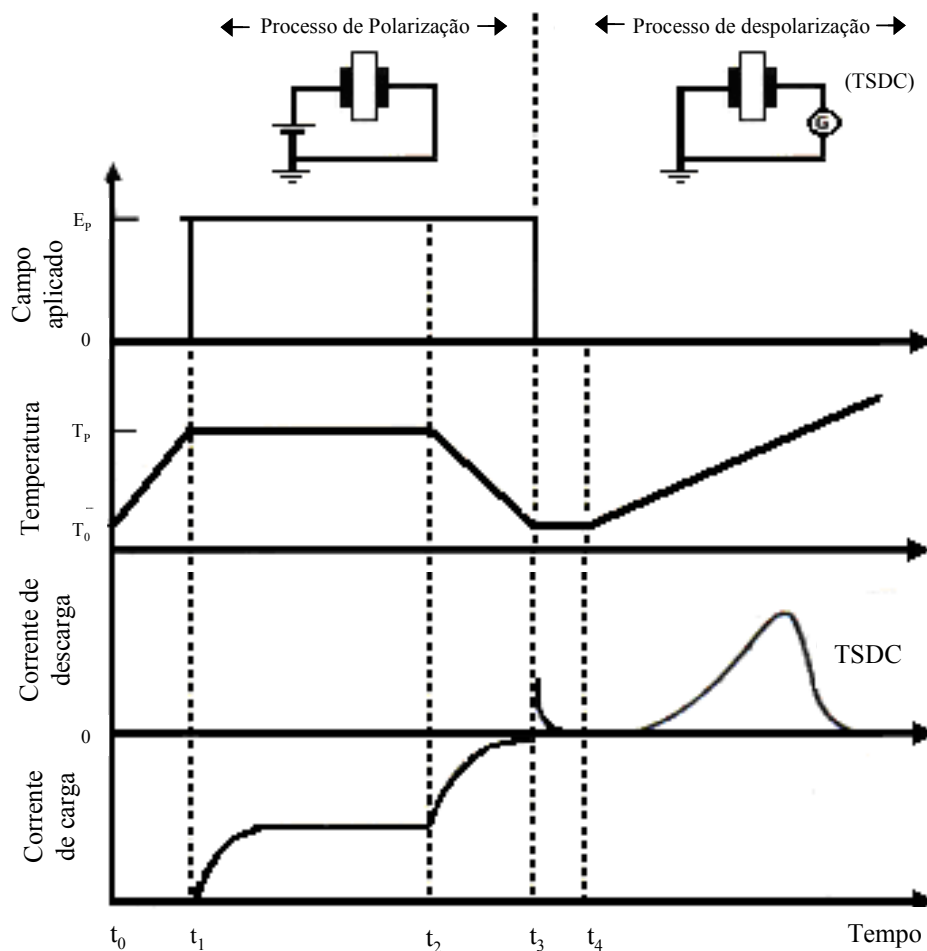 Processo de Polarização
Processo de despolarização
(TSDC)
G
E_P
Campo
aplicado
0
T_P
Temperatura
T_0
Corrente de
descarga
TSDC
0
Corrente
de carga
t_0 t_1 t_2 t_3 t_4 Tempo